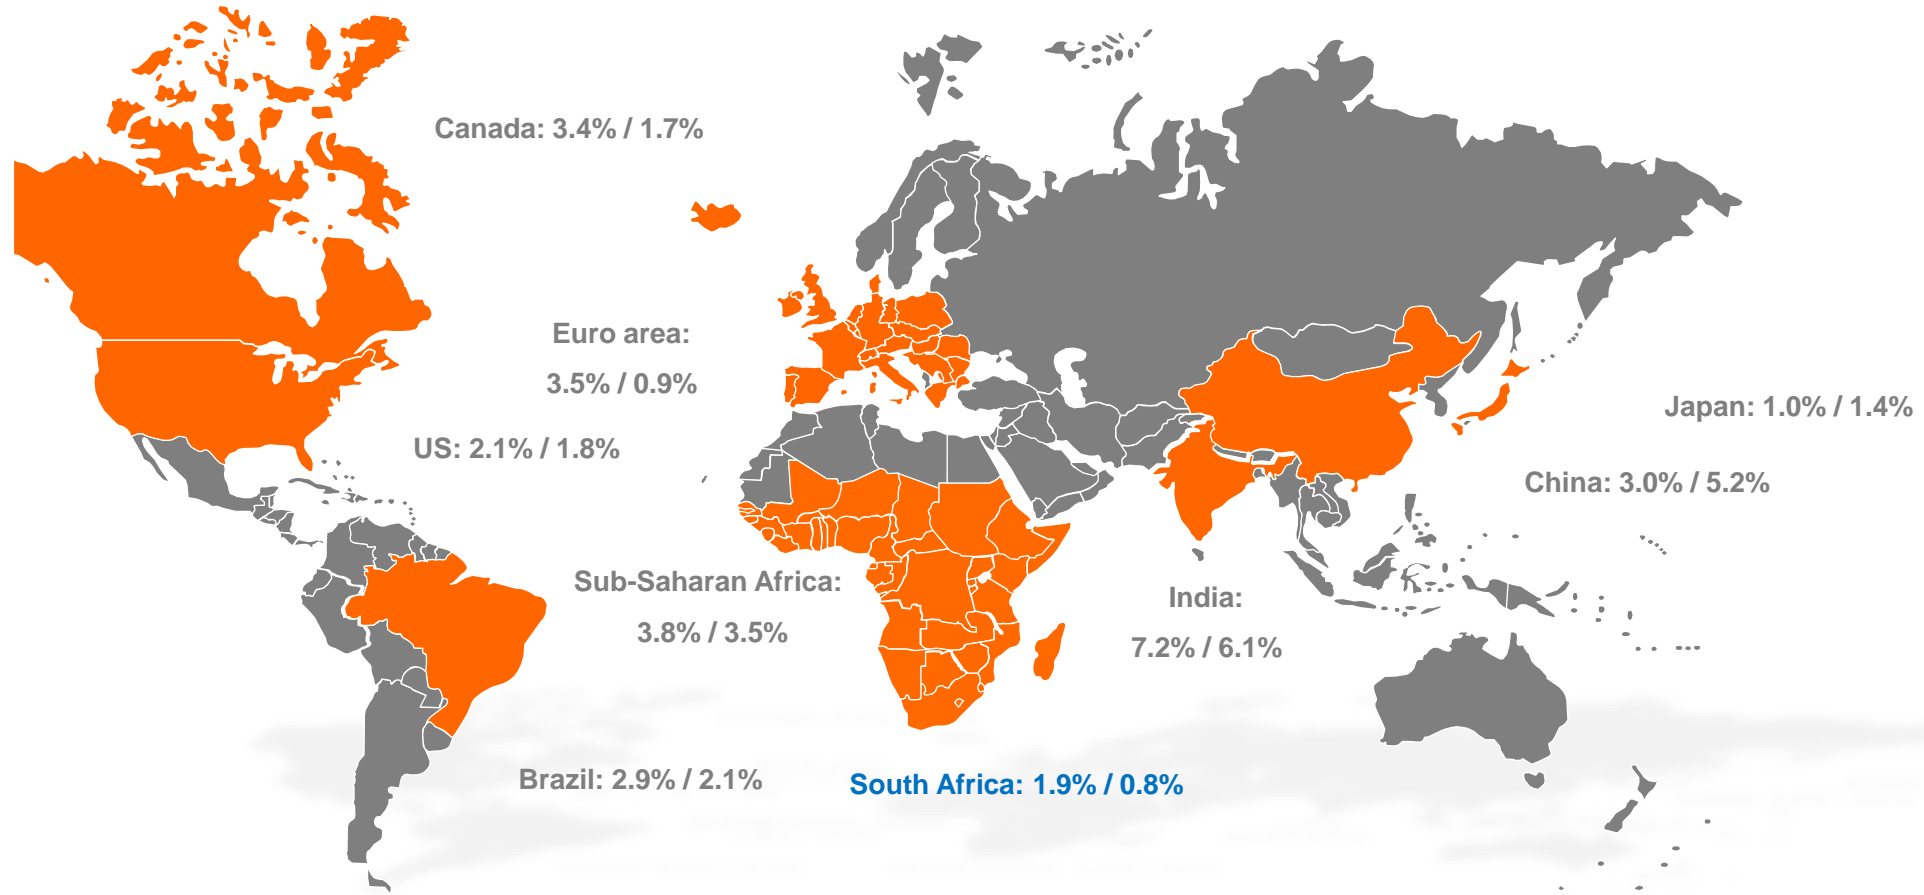 Canada: 3.4% / 1.7%
Euro area:
3.5% / 0.9%
US: 2.1% / 1.8%
Japan: 1.0% / 1.4%
China: 3.0% / 5.2%
Sub-Saharan Africa:
3.8% / 3.5%
India:
7.2% / 6.1%
Brazil: 2.9% / 2.1%
South Africa: 1.9% / 0.8%